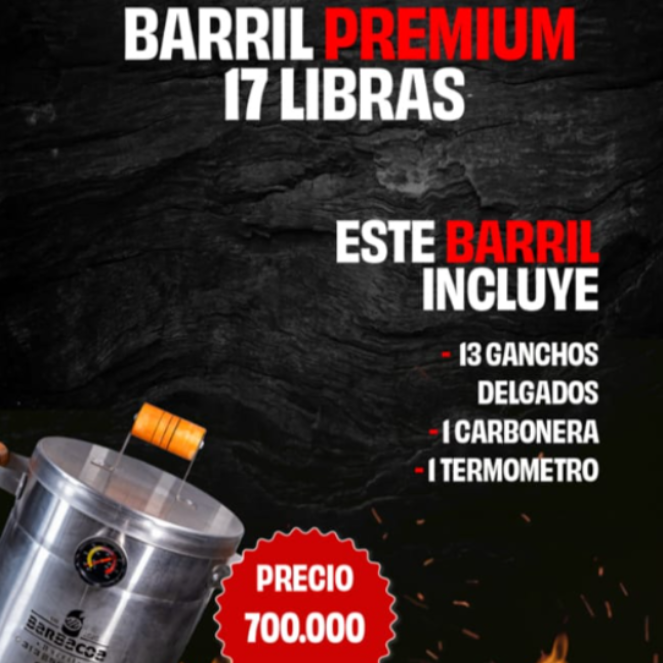 BARRIL PREMIUM
17 LIBRAS
ESTE BARRIL
INCLUYE
- 13 GANCHOS
DELGADOS
- 1 CARBONERA
- 1 TERMOMETRO
PRECIO
700.000
BARBACOA